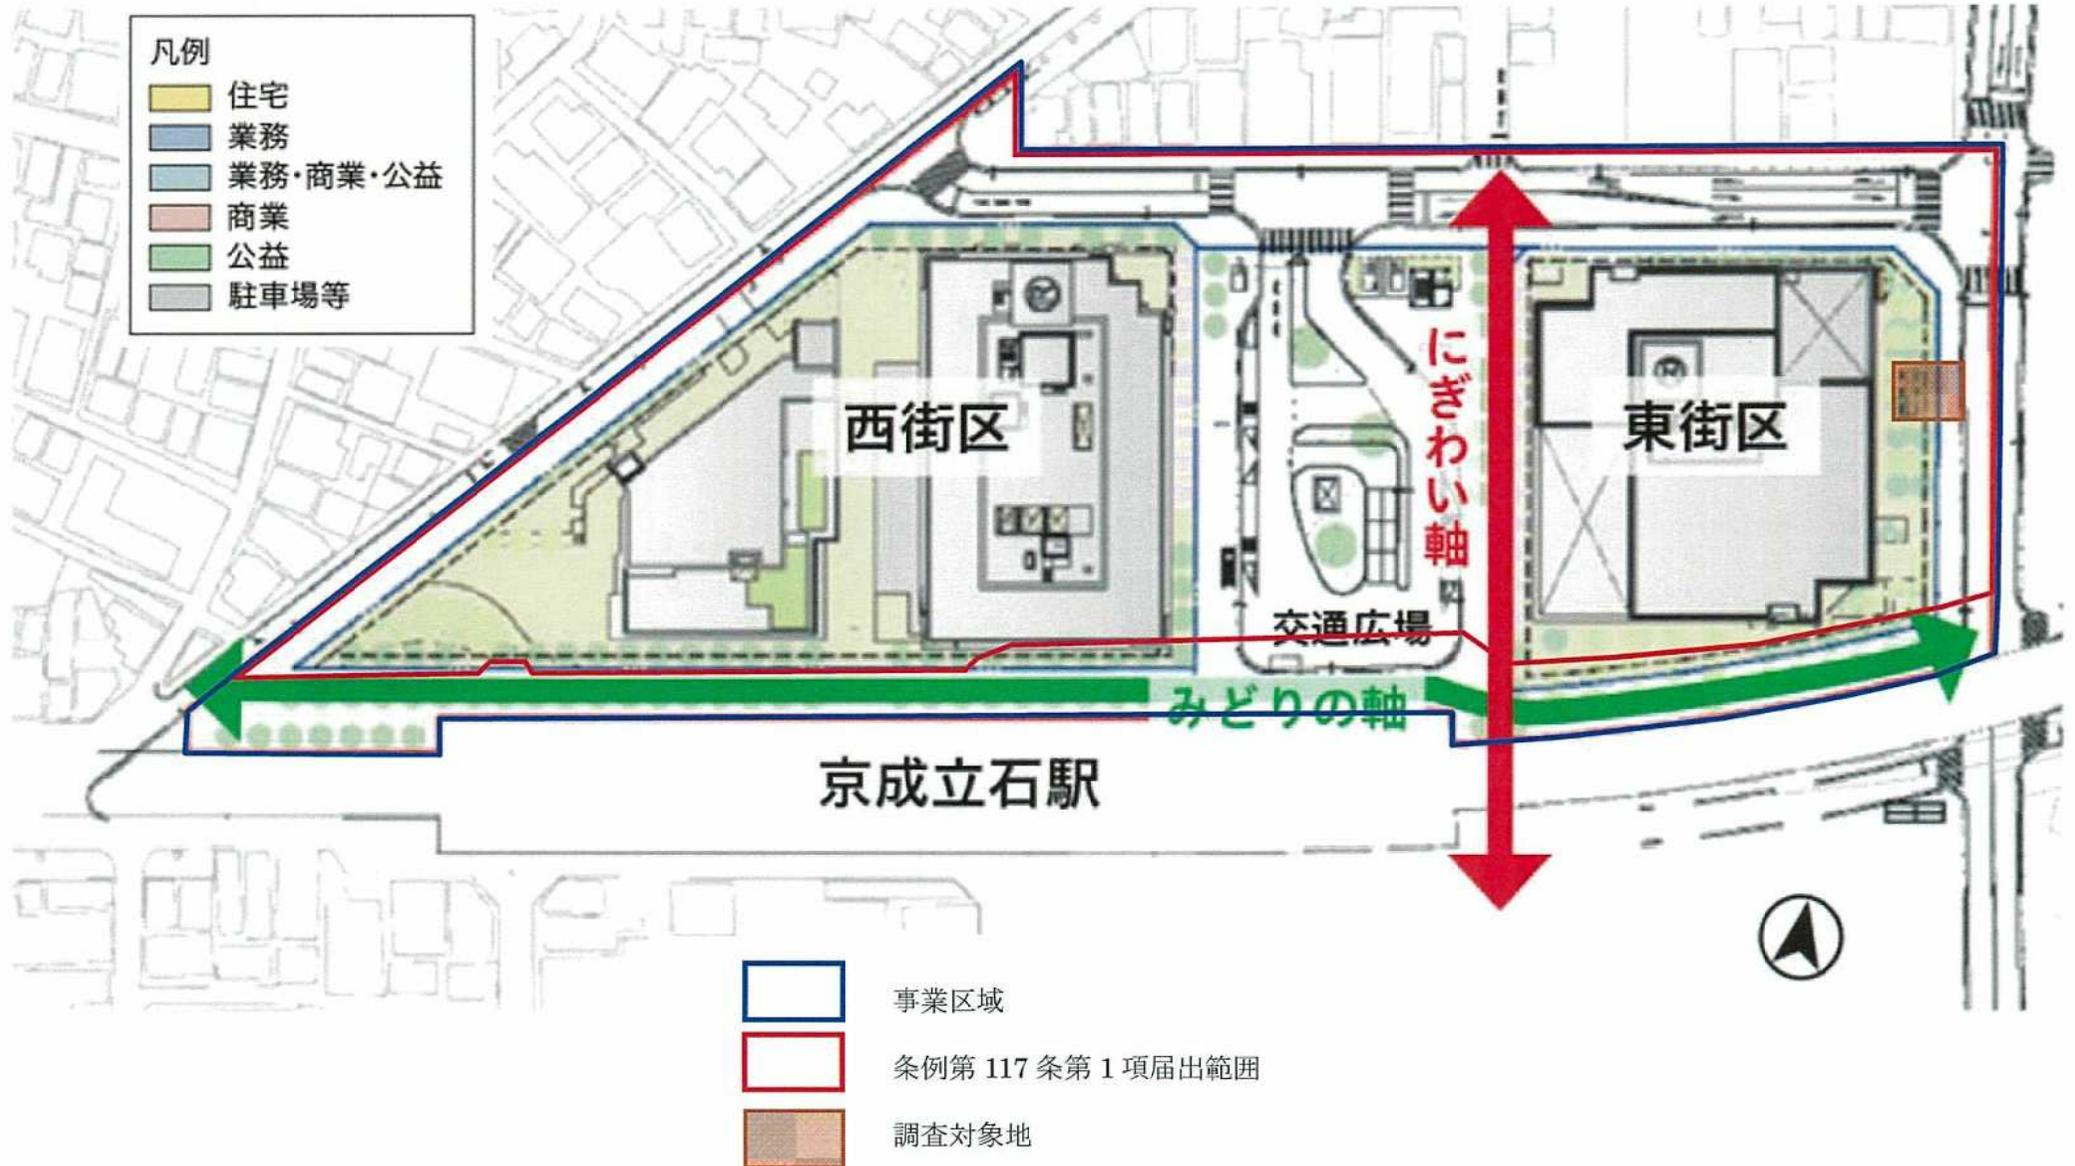 凡例
住宅
業務
業務・商業・公益
商業
公益
駐車場等
西街区
にぎわい軸
東街区
交通広場
みどりの軸
京成立石駅
事業区域
条例第 117 条第 1 項届出範囲
調査対象地